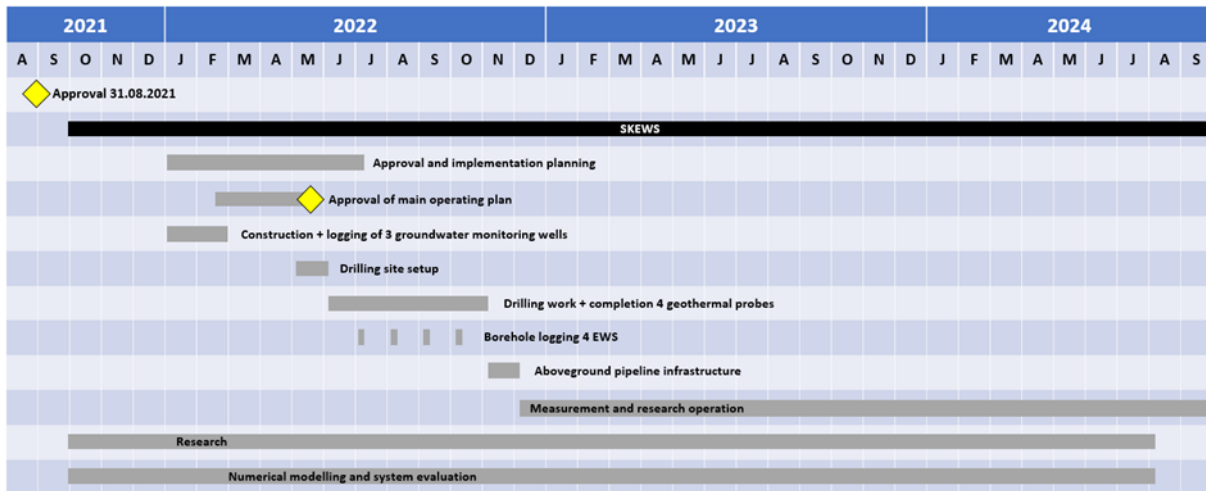 2021 2022 2023 2024
A S O N D J F M A M J J A S O N D J F M A M J J A S O N D J F M A M J J A S
Approval 31.08.2021
SKEWS
Approval and implementation planning
Approval of main operating plan
Construction + logging of 3 groundwater monitoring wells
Drilling site setup
Drilling work + completion 4 geothermal probes
Borehole logging 4 EWS
Aboveground pipeline infrastructure
Measurement and research operation
Research
Numerical modelling and system evaluation